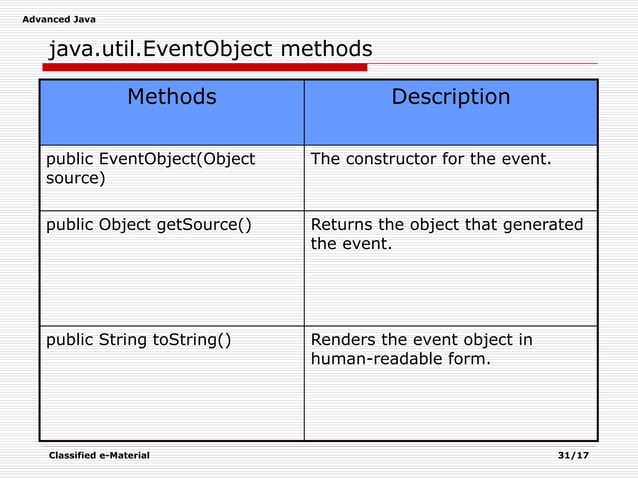 Advanced Java
java.util.EventObject methods
Methods
Description
public EventObject(Object
source)
The constructor for the event.
public Object getSource()
Returns the object that generated
the event.
public String toString()
Renders the event object in
human-readable form.
Classified e-Material
31/17